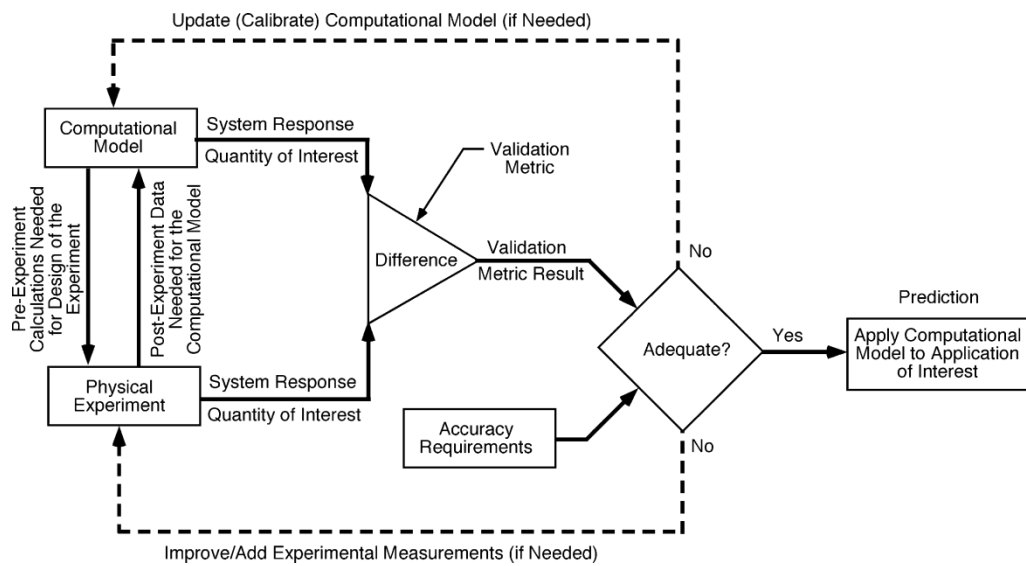 Update (Calibrate) Computational Model (if Needed)
Computational
Model
System Response
Quantity of Interest
Validation
Metric
Pre-Experiment
Calculations Needed
for Design of the
Experiment
Post-Experiment Data
Needed for the
Computational Model
Difference
Validation
Metric Result
No
Adequate?
Yes
Prediction
Apply Computational
Model to Application
of Interest
Physical
Experiment
System Response
Quantity of Interest
Accuracy
Requirements
No
Improve/Add Experimental Measurements (if Needed)